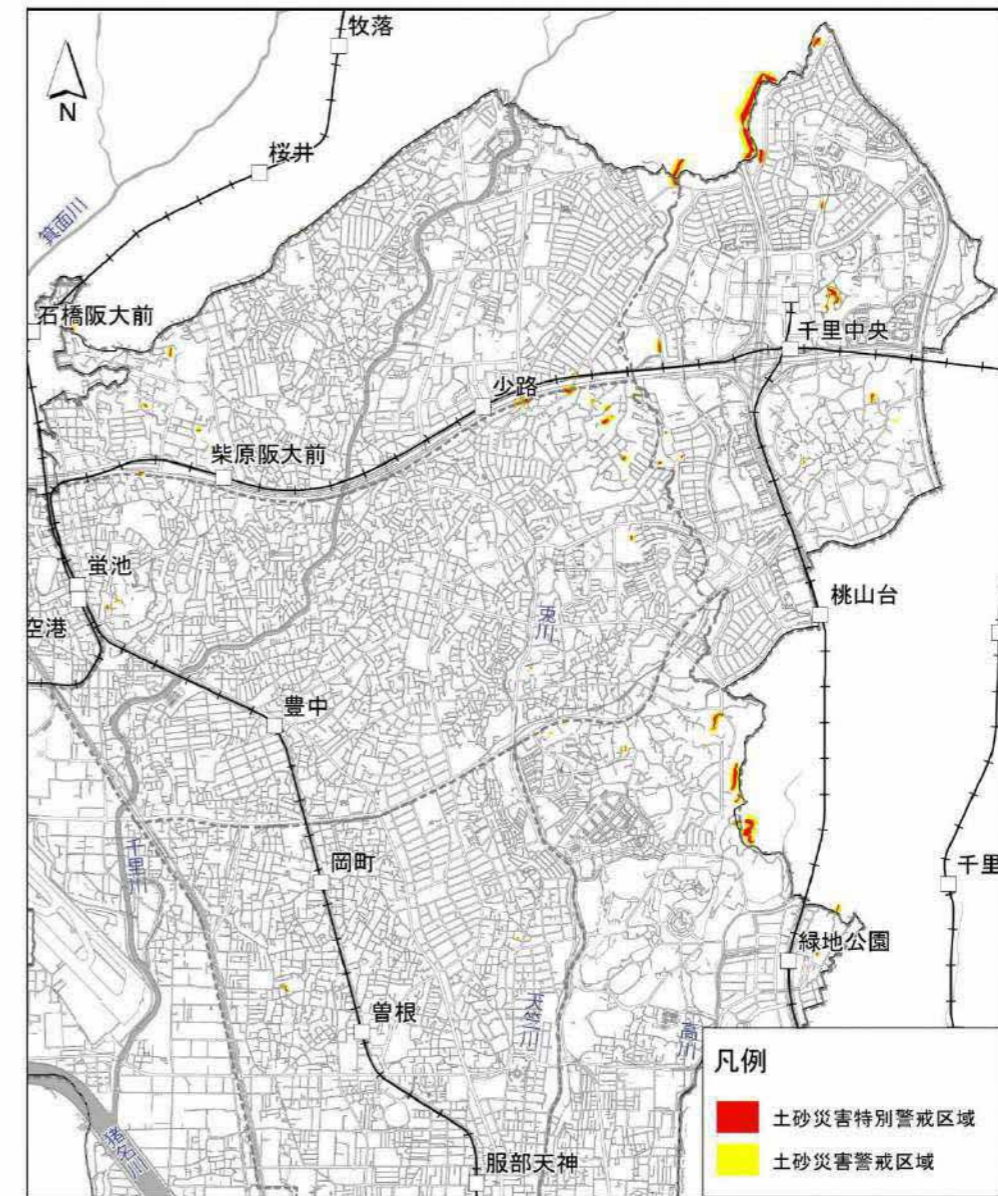 牧落
N
桜井
箕面川
石橋阪大前
千里中央
少路
柴原阪大前
蛍池
桃山台
空港
兎川
豊中
千里川
岡町
千里
緑地公園
曽根
天竺川
高川
凡例
土砂災害特別警戒区域
土砂災害警戒区域
服部天神
猪名川